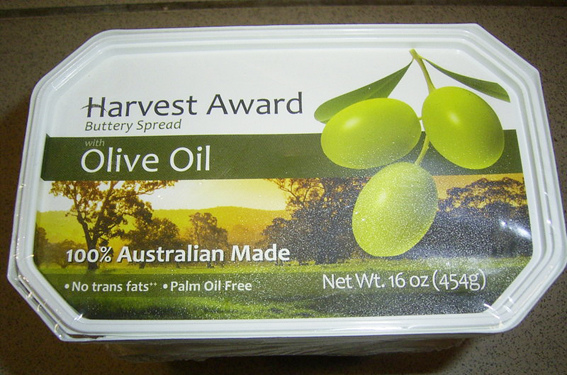 Harvest Award
Buttery Spread
with
Olive Oil
100% Australian Made
• No trans fats** • Palm Oil Free
Net Wt. 16 oz (454g)